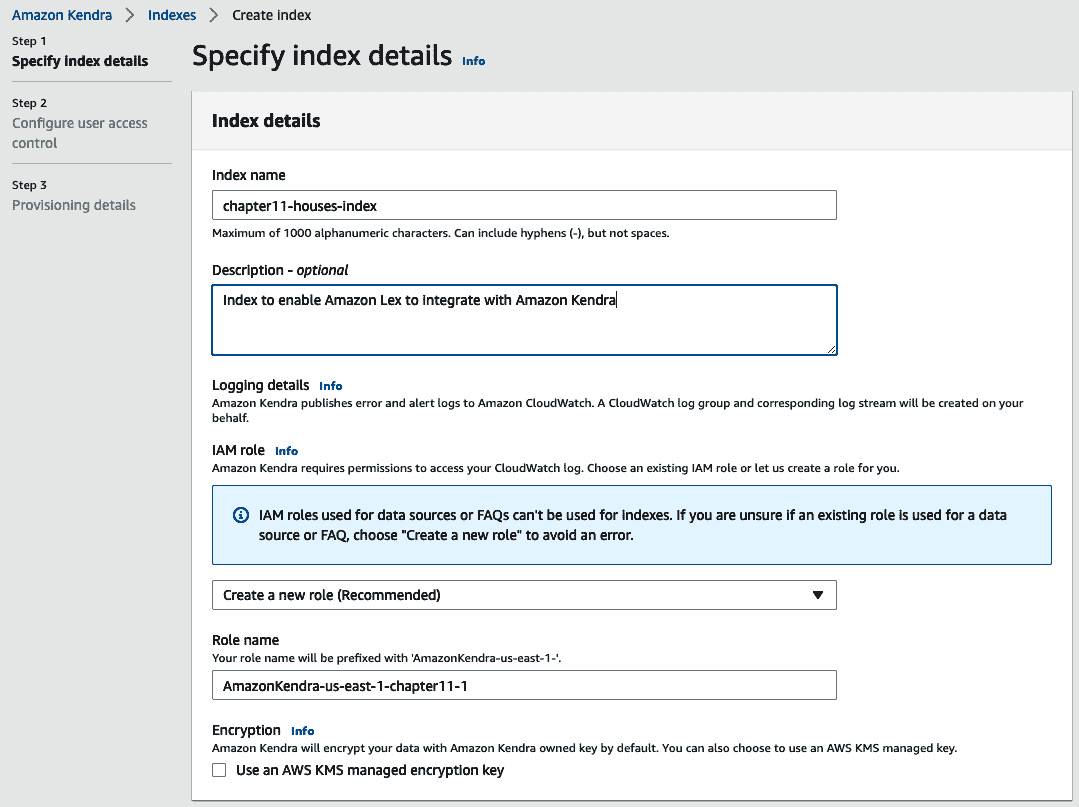 Amazon Kendra > Indexes > Create index
Step 1
Specify index details
Step 2
Configure user access
control
Step 3
Provisioning details
Specify index details Info
Index details
Index name
chapter11-houses-index
Maximum of 1000 alphanumeric characters. Can include hyphens (-), but not spaces.
Description - optional
Index to enable Amazon Lex to integrate with Amazon Kendra
Logging details Info
Amazon Kendra publishes error and alert logs to Amazon CloudWatch. A CloudWatch log group and corresponding log stream will be created on your
behalf.
IAM role Info
Amazon Kendra requires permissions to access your CloudWatch log. Choose an existing IAM role or let us create a role for you.
IAM roles used for data sources or FAQs can't be used for indexes. If you are unsure if an existing role is used for a data
source or FAQ, choose "Create a new role" to avoid an error.
Create a new role (Recommended)
Role name
Your role name will be prefixed with 'AmazonKendra-us-east-1-'.
AmazonKendra-us-east-1-chapter11-1
Encryption Info
Amazon Kendra will encrypt your data with Amazon Kendra owned key by default. You can also choose to use an AWS KMS managed key.
Use an AWS KMS managed encryption key